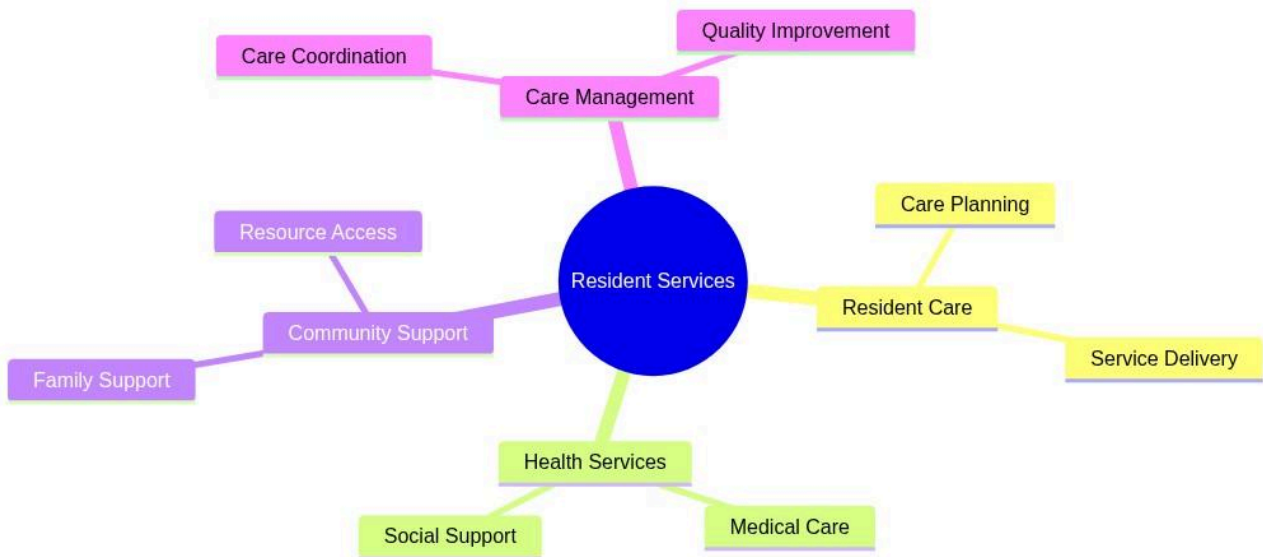 Quality Improvement
Care Coordination
Care Management
Care Planning
Resource Access
Resident Services
Resident Care
Community Support
Service Delivery
Family Support
Health Services
Medical Care
Social Support